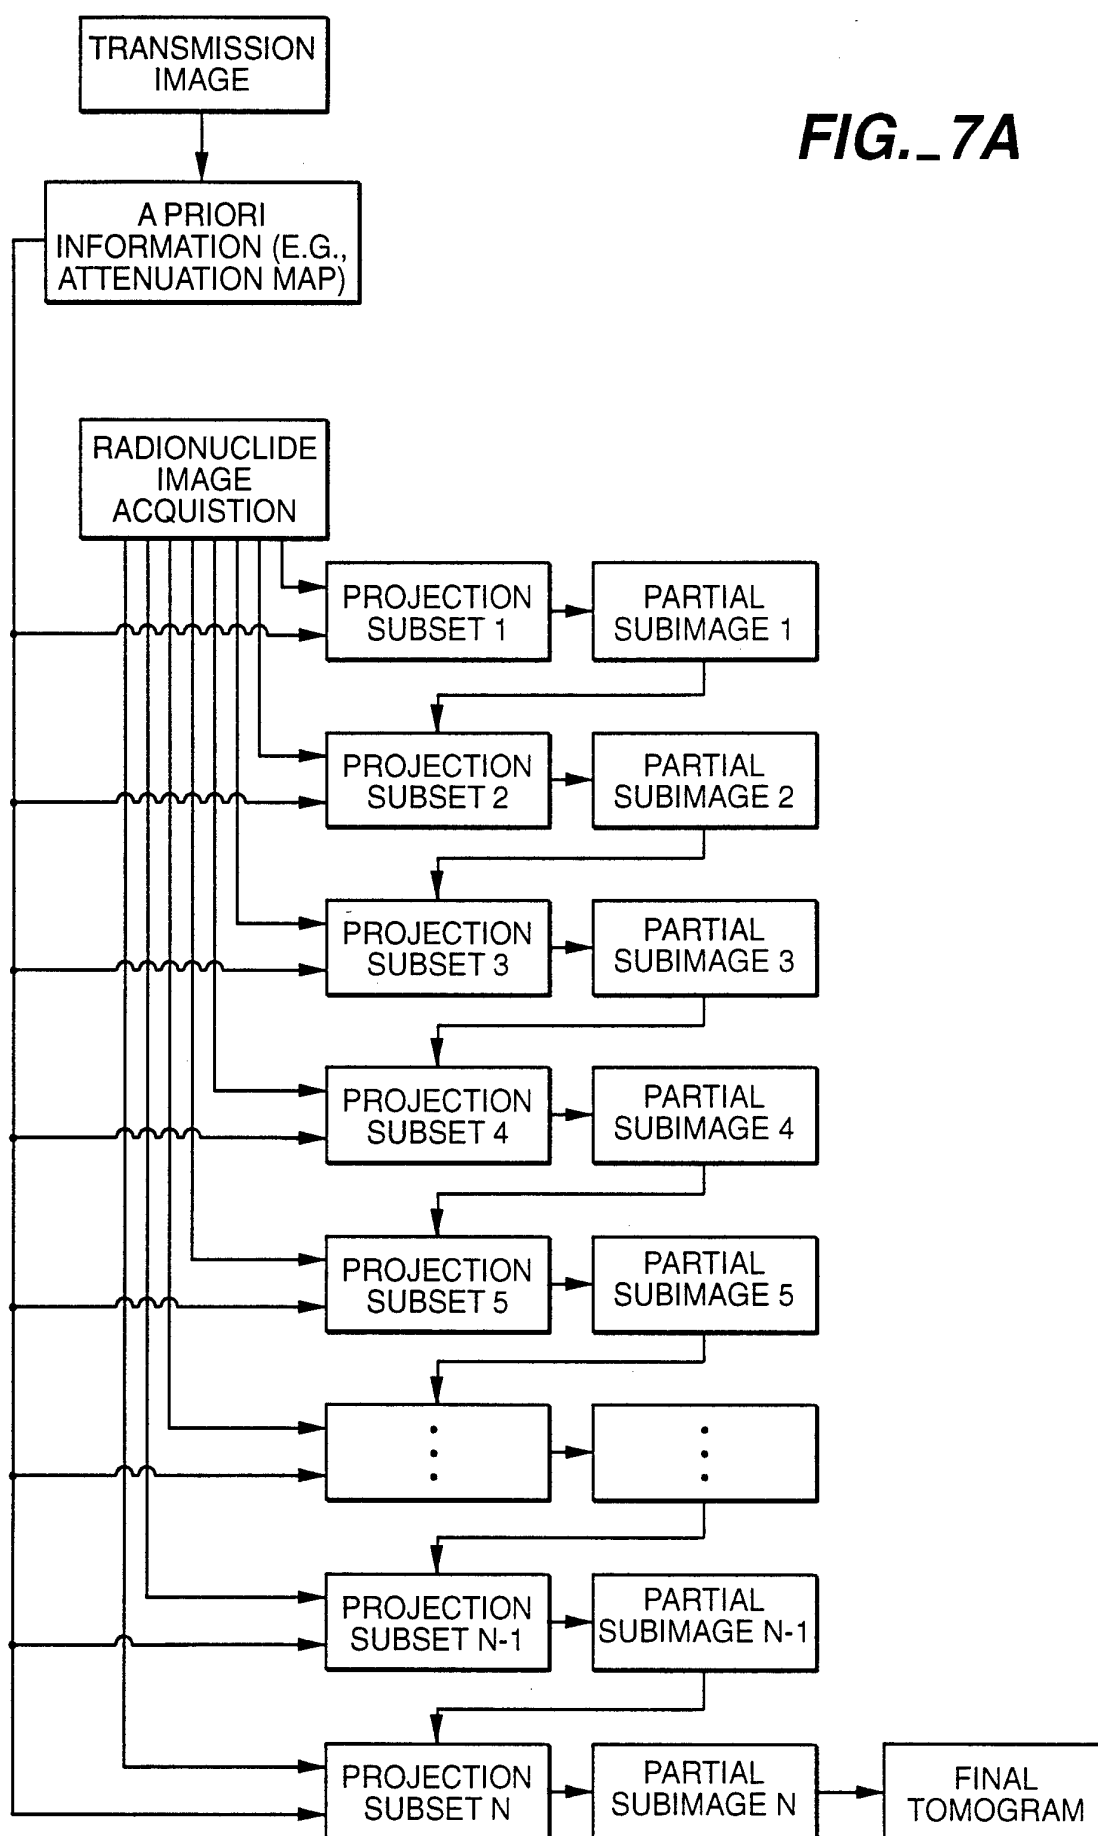 TRANSMISSION
IMAGE
FIG._7A
A PRIORI
INFORMATION (E.G.,
ATTENUATION MAP)
RADIONUCLIDE
IMAGE
ACQUISTION
PROJECTION
SUBSET 1
PARTIAL
SUBIMAGE 1
PROJECTION
SUBSET 2
PARTIAL
SUBIMAGE 2
PROJECTION
SUBSET 3
PARTIAL
SUBIMAGE 3
PROJECTION
SUBSET 4
PARTIAL
SUBIMAGE 4
PROJECTION
SUBSET 5
PARTIAL
SUBIMAGE 5
PROJECTION
SUBSET N-1
PARTIAL
SUBIMAGE N-1
PROJECTION
SUBSET N
PARTIAL
SUBIMAGE N
FINAL
TOMOGRAM